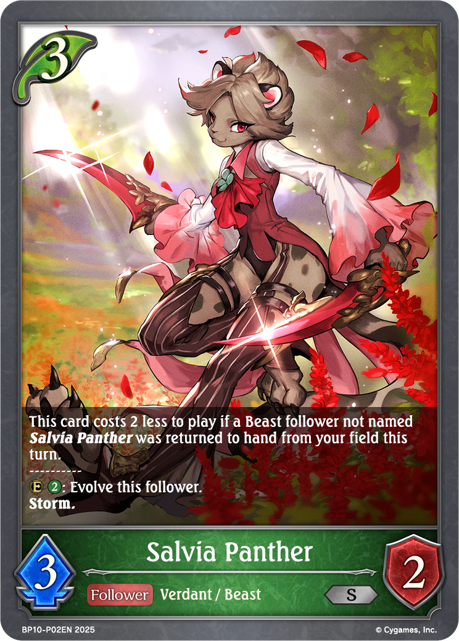 3
This card costs 2 less to play if a Beast follower not named
Salvia Panther was returned to hand from your field this
turn.
----------
E 2: Evolve this follower.
Storm.
Salvia Panther
3
Follower Verdant / Beast
S
2
BP10-P02EN 2025
© Cygames, Inc.